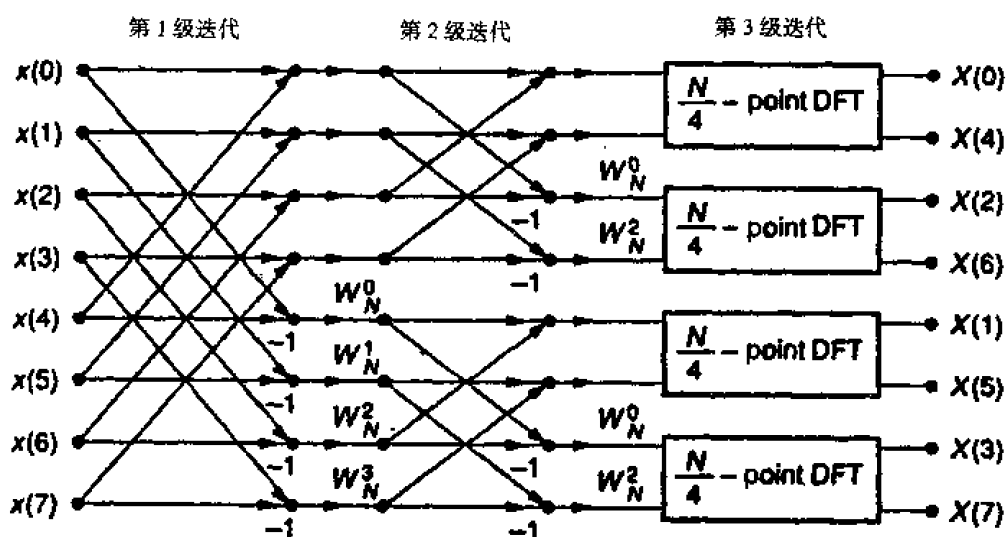 第1级迭代 第2级迭代 第3级迭代
x(0) N/4 – point DFT X(0)
x(1) X(4)
x(2) W_N^0 -1 N/4 – point DFT X(2)
x(3) W_N^2 -1 X(6)
x(4) -1 W_N^0 N/4 – point DFT X(1)
x(5) -1 W_N^1 X(5)
x(6) -1 W_N^2 W_N^0 -1 N/4 – point DFT X(3)
x(7) -1 W_N^3 W_N^2 -1 X(7)